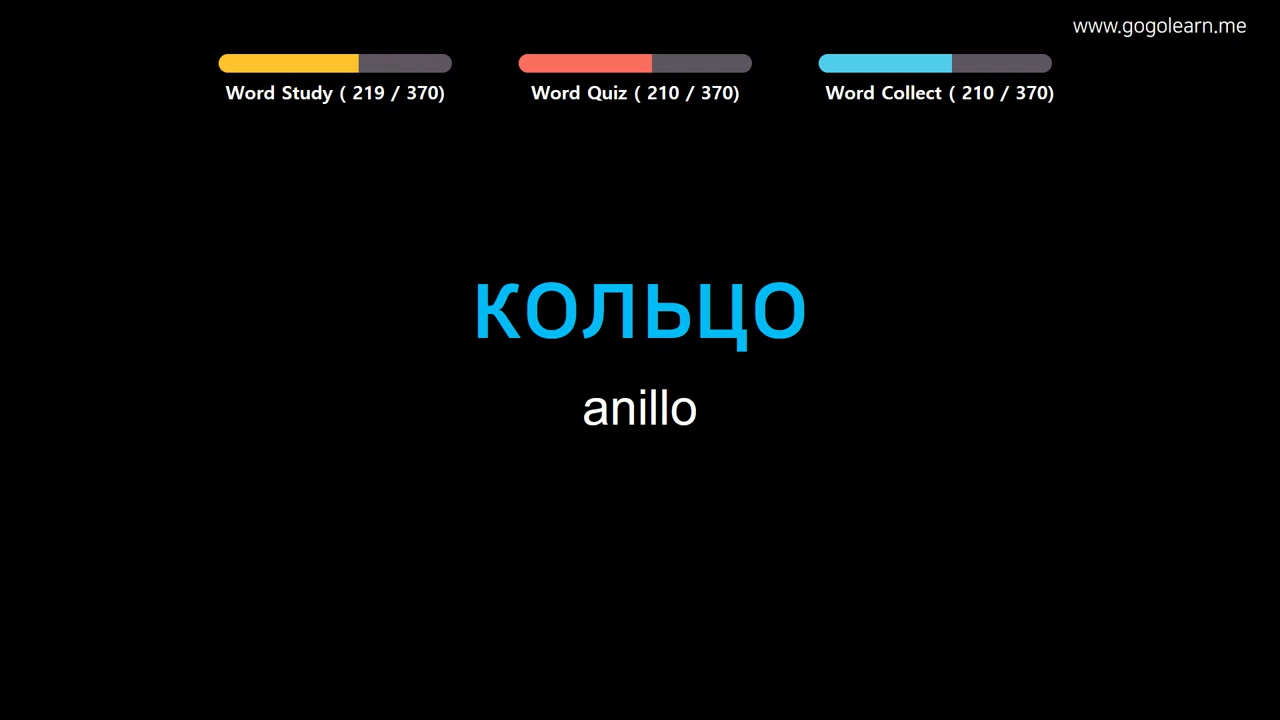 www.gogolearn.me
Word Study ( 219 / 370)
Word Quiz ( 210 / 370)
Word Collect ( 210 / 370)
кольцо
anillo